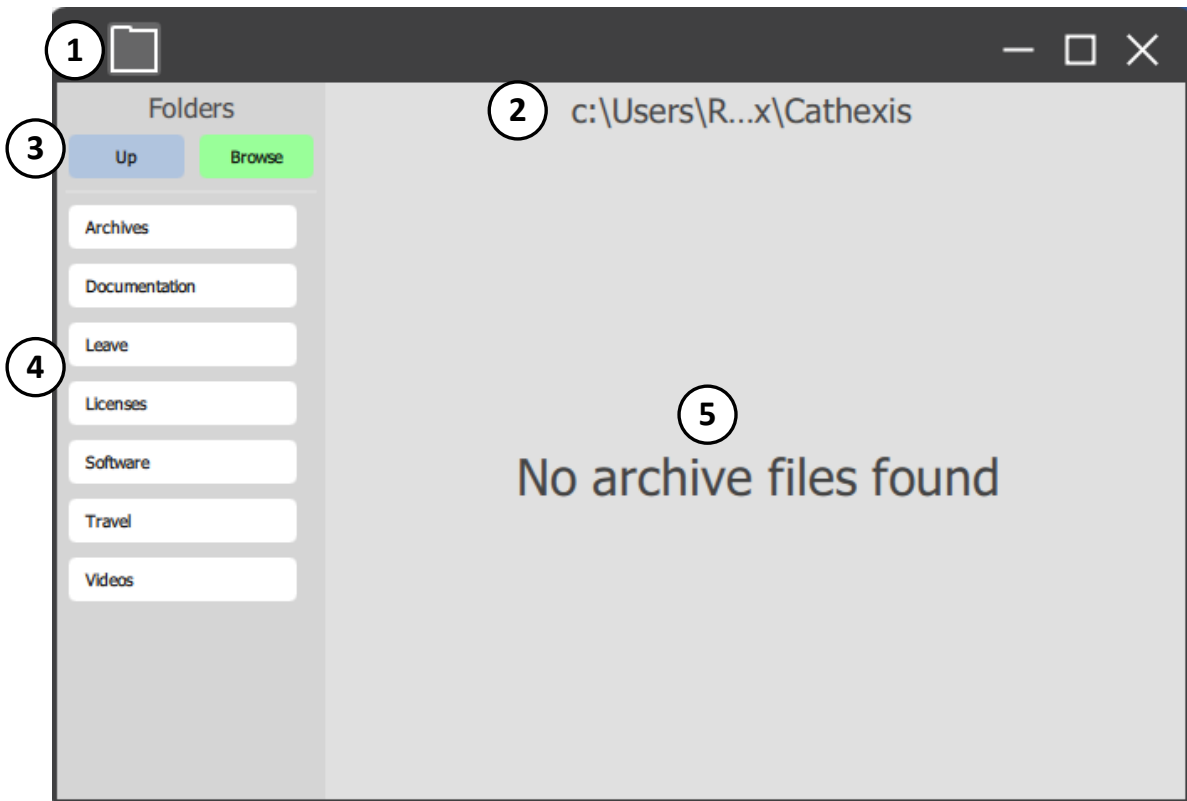 1
Folders
2 c:\Users\R...x\Cathexis
3 Up Browse
Archives
Documentation
Leave
4
Licenses
5
Software
No archive files found
Travel
Videos